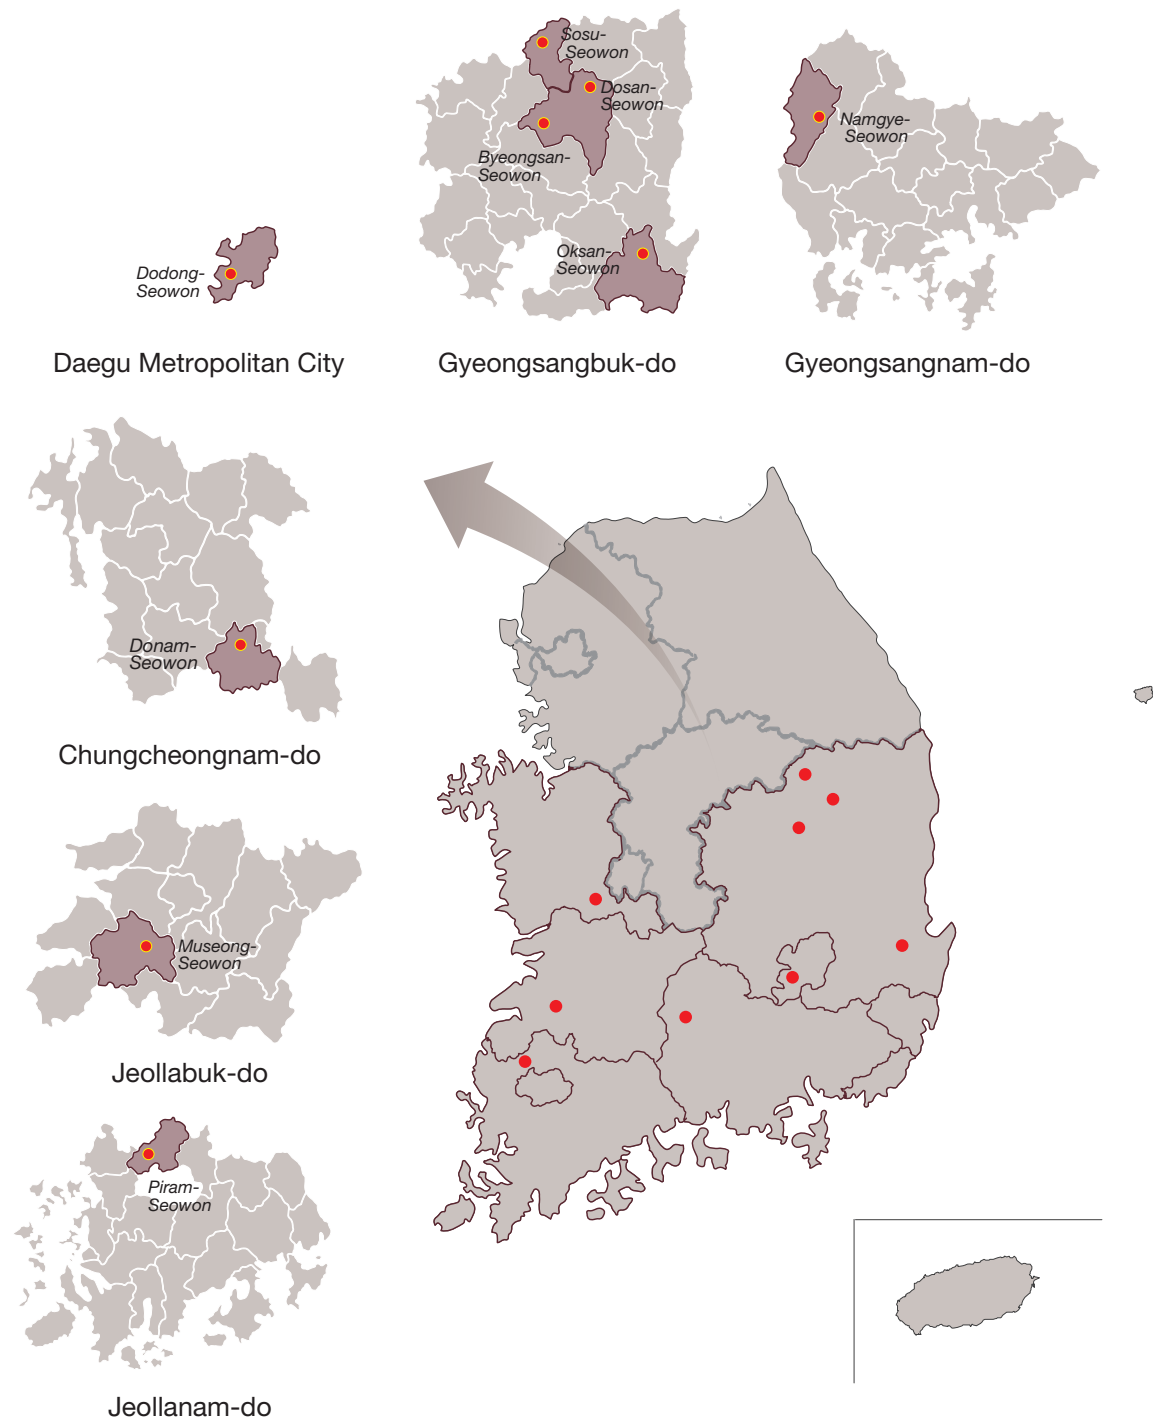 Sosu-
Seowon
Dosan-
Seowon
Byeongsan-
Seowon
Oksan-
Seowon
Namgye-
Seowon
Dodong-
Seowon
Daegu Metropolitan City
Gyeongsangbuk-do
Gyeongsangnam-do
Donam-
Seowon
Chungcheongnam-do
Museong-
Seowon
Jeollabuk-do
Piram-
Seowon
Jeollanam-do